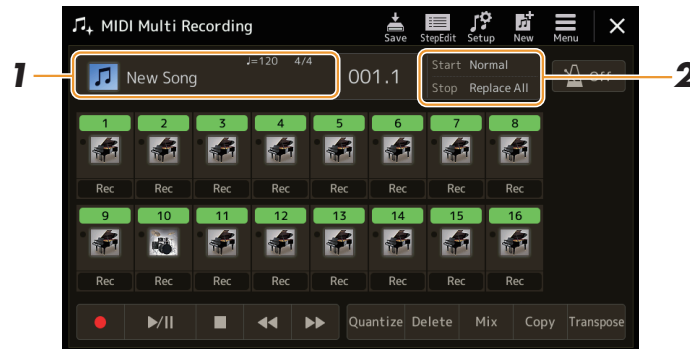 MIDI Multi Recording
Save StepEdit Setup New Menu
1
New Song
♩=120 4/4
001.1
Start Normal
Stop Replace All
Off
2
1 2 3 4 5 6 7 8
Rec Rec Rec Rec Rec Rec Rec Rec
9 10 11 12 13 14 15 16
Rec Rec Rec Rec Rec Rec Rec Rec
Quantize Delete Mix Copy Transpose